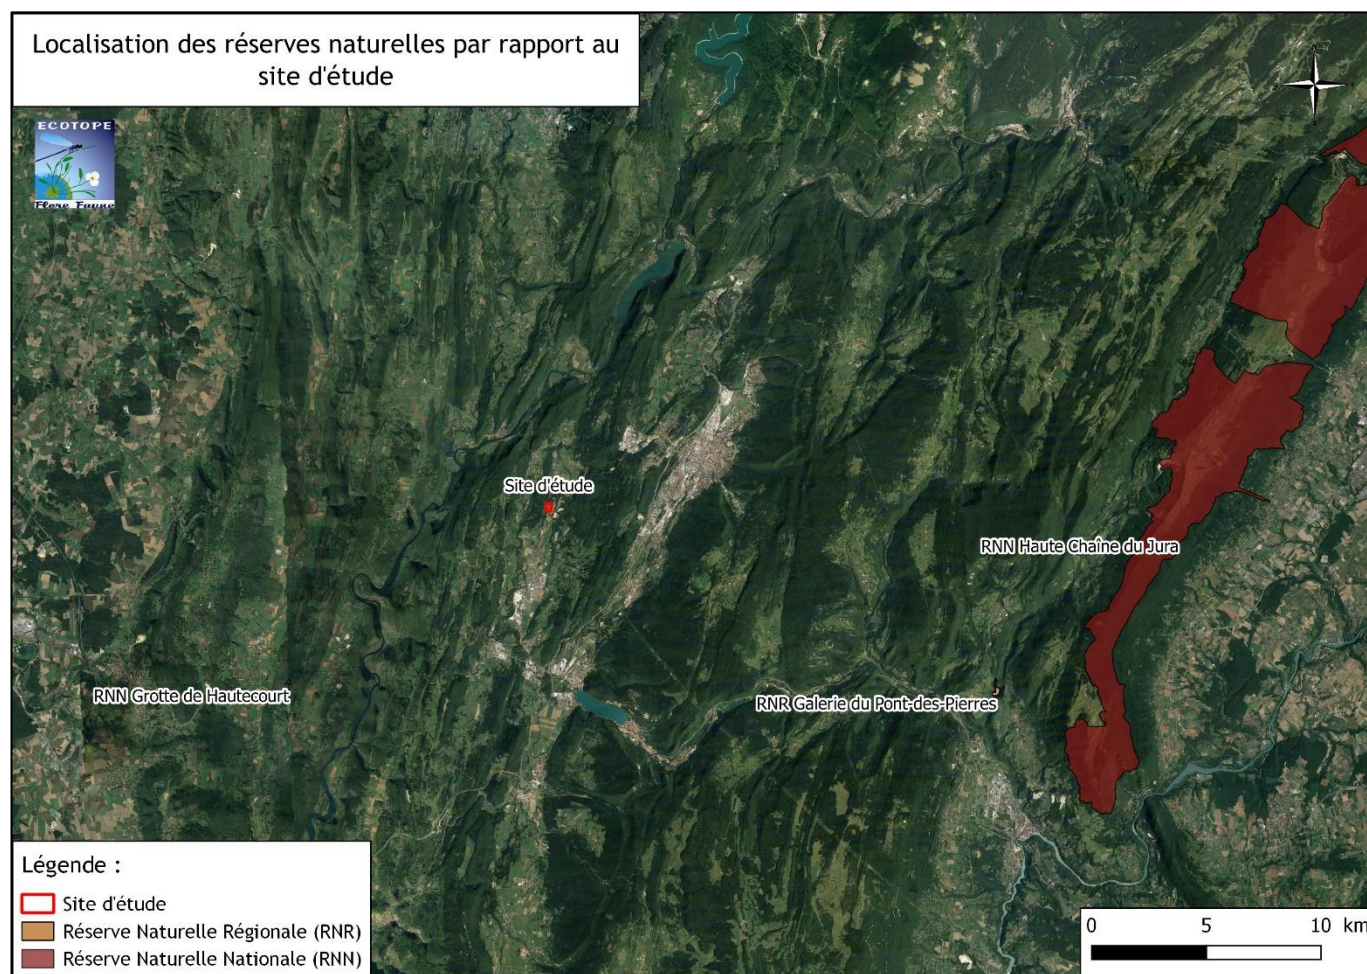 Localisation des réserves naturelles par rapport au
site d'étude
ECOTOPE
Flore Faune
Site d'étude
RNN Haute Chaîne du Jura
RNN Grotte de Hautecourt
RNR Galerie du Pont-des-Pierres
Légende :
Site d'étude
Réserve Naturelle Régionale (RNR)
Réserve Naturelle Nationale (RNN)
0 5 10 km